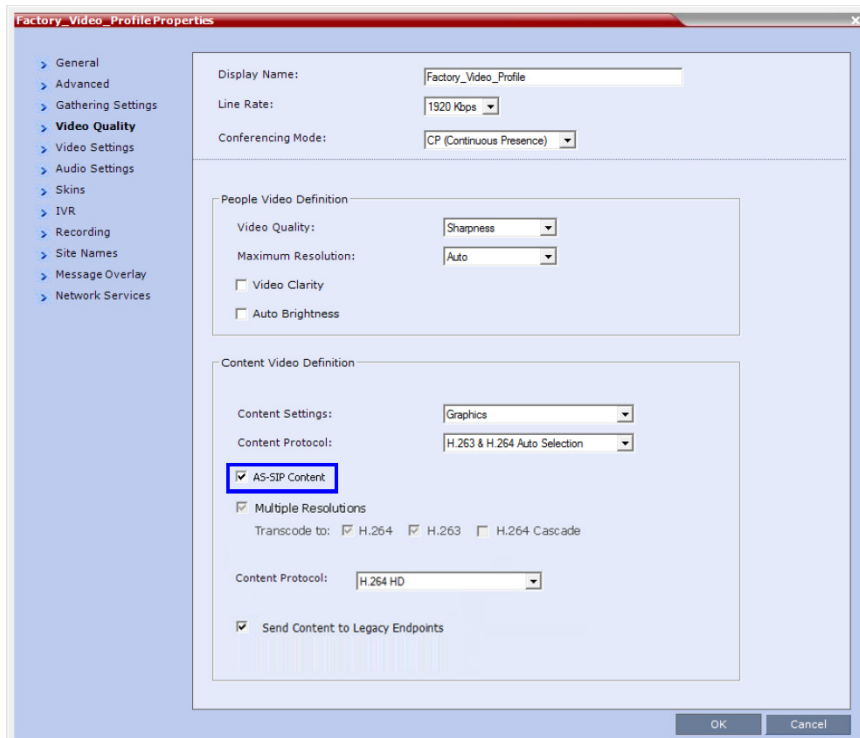 Factory_Video_Profile Properties
General
Advanced
Gathering Settings
Video Quality
Video Settings
Audio Settings
Skins
IVR
Recording
Site Names
Message Overlay
Network Services
Display Name: Factory_Video_Profile
Line Rate: 1920 Kbps
Conferencing Mode: CP (Continuous Presence)
People Video Definition
Video Quality: Sharpness
Maximum Resolution: Auto
Video Clarity
Auto Brightness
Content Video Definition
Content Settings: Graphics
Content Protocol: H.263 & H.264 Auto Selection
AS-SIP Content
Multiple Resolutions
Transcode to: H.264 H.263 H.264 Cascade
Content Protocol: H.264 HD
Send Content to Legacy Endpoints
OK Cancel